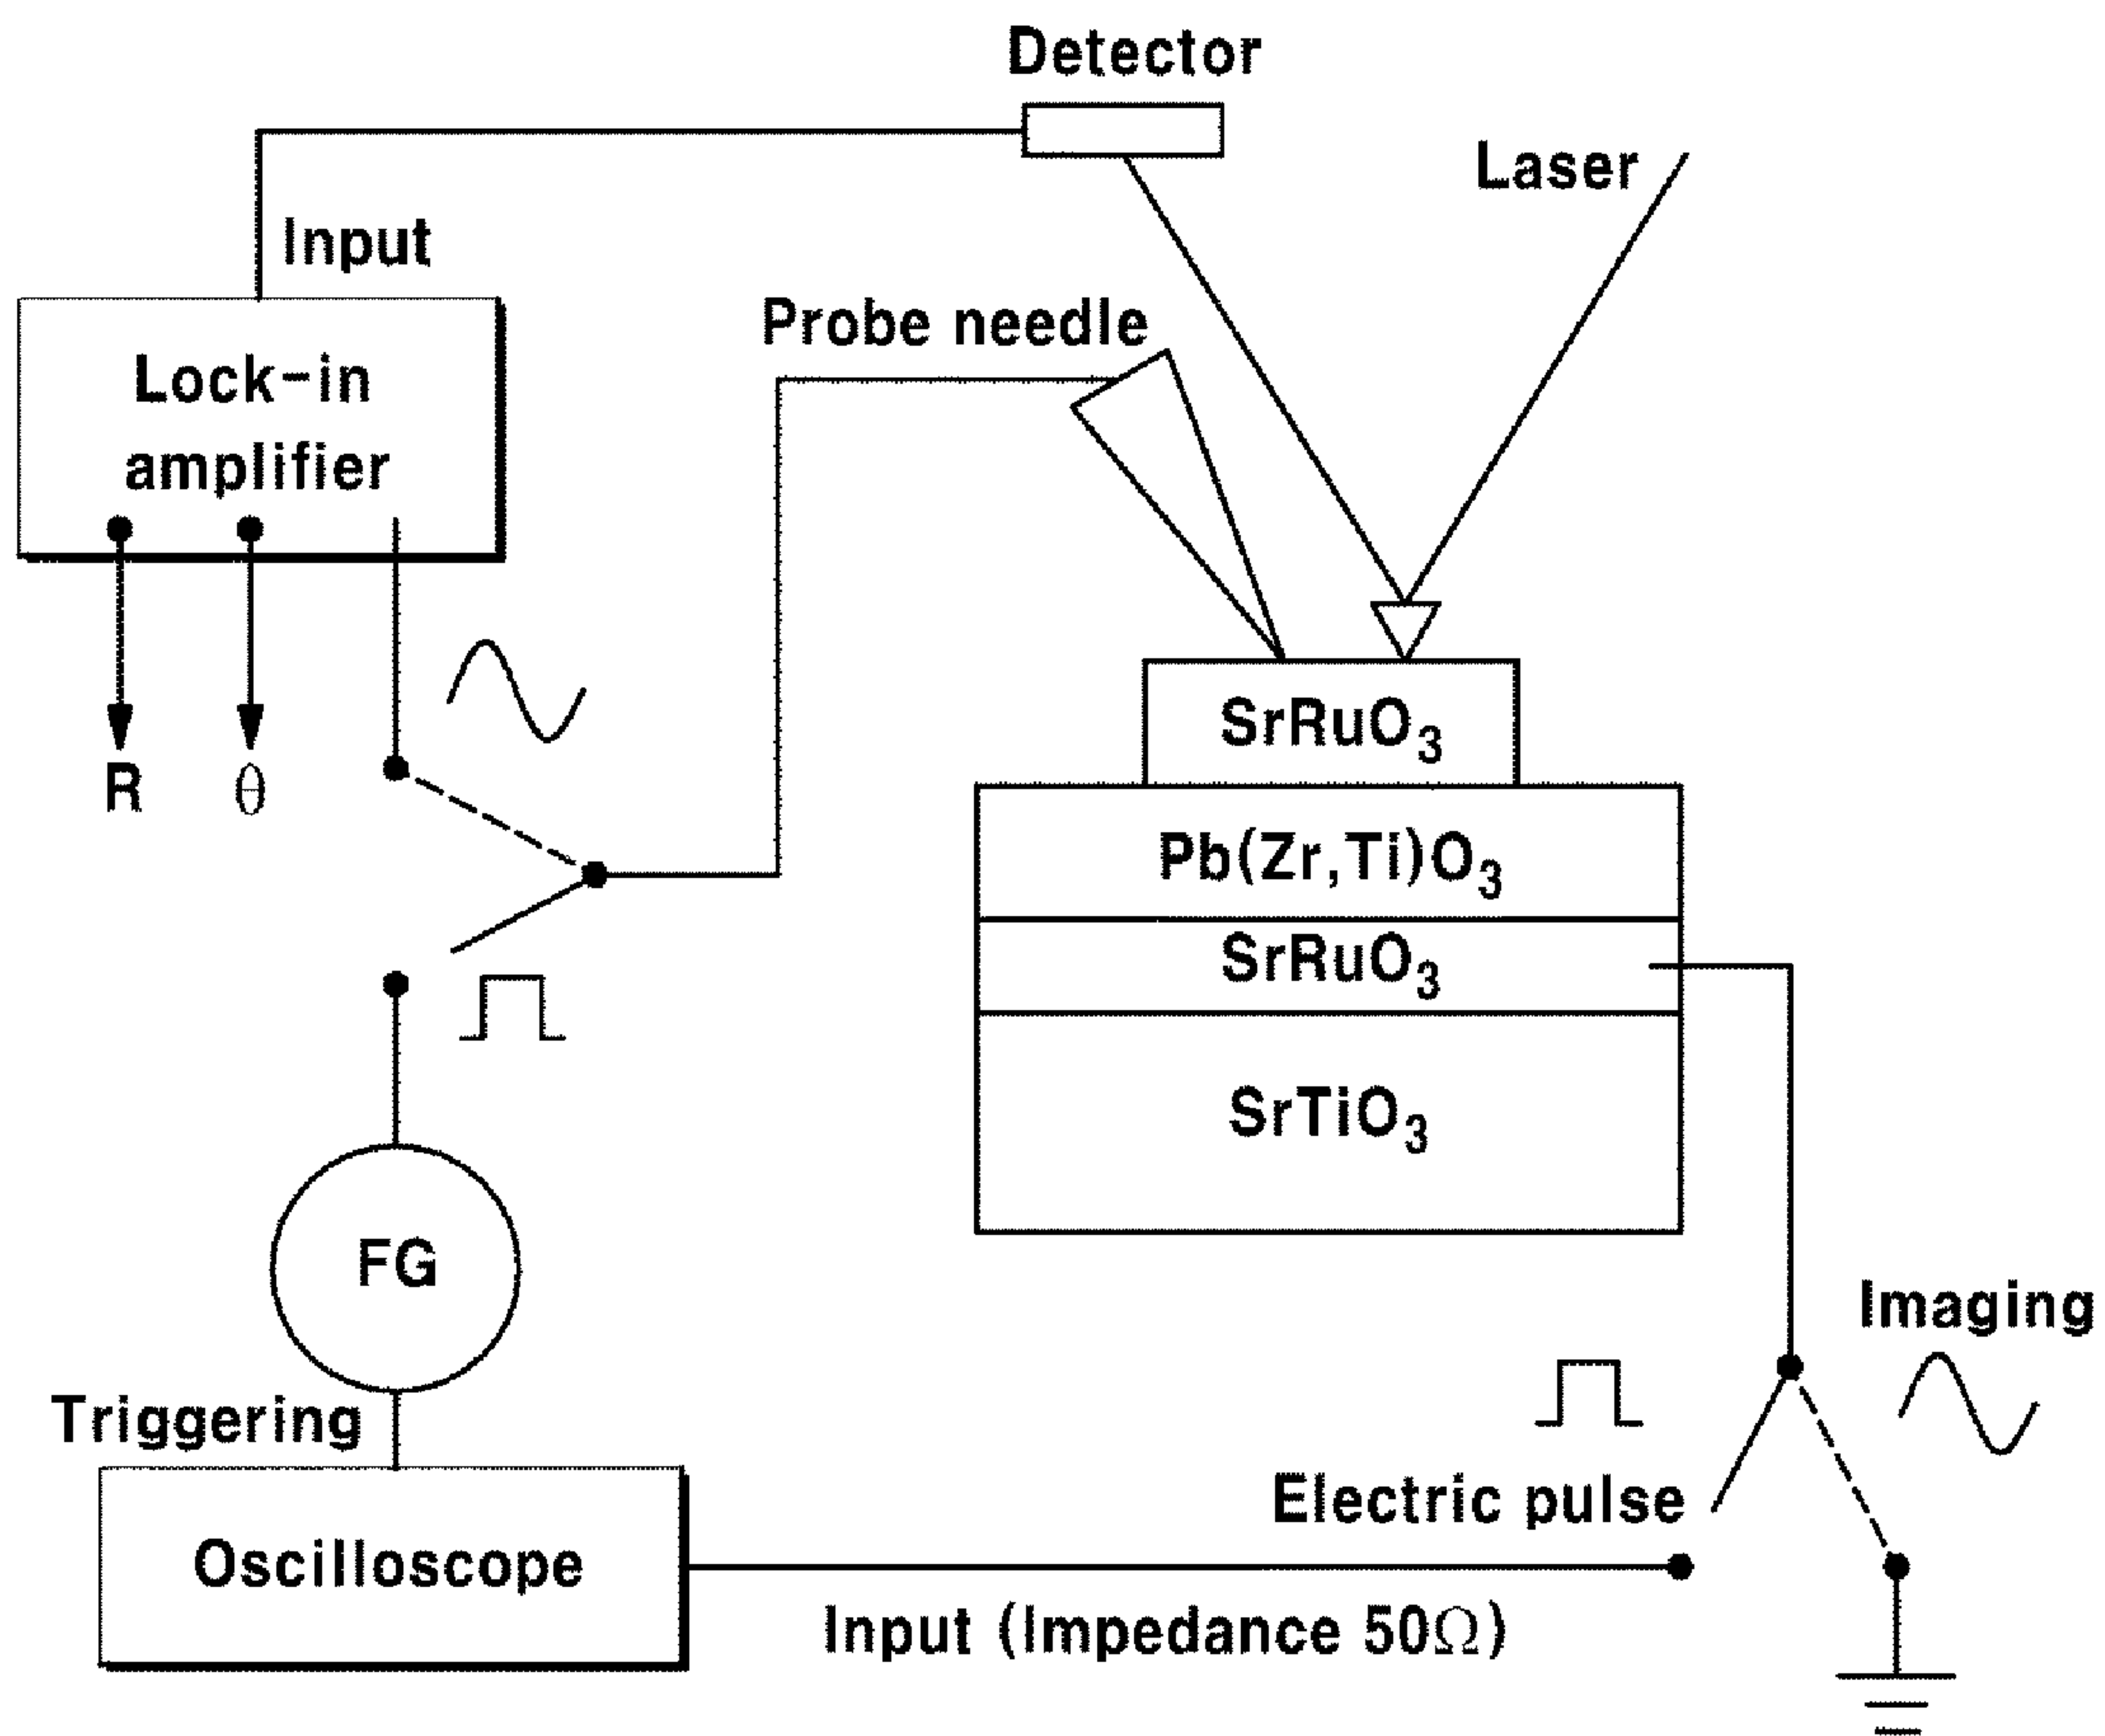 Detector
Laser
Input
Probe needle
Lock-in
amplifier
R
θ
SrRuO₃
Pb(Zr,Ti)O₃
SrRuO₃
SrTiO₃
FG
Imaging
Triggering
Electric pulse
Oscilloscope
Input (Impedance 50Ω)